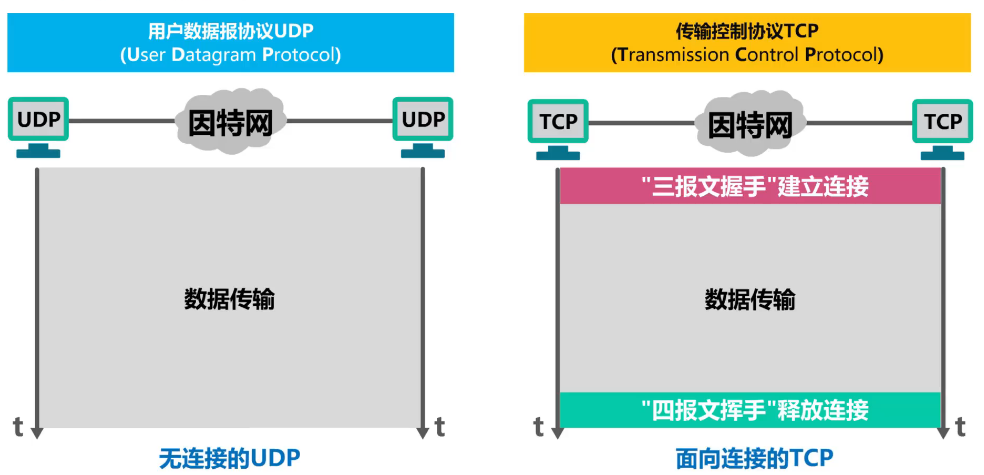 用户数据报协议UDP
(User Datagram Protocol)
UDP
因特网
UDP
数据传输
t
t
无连接的UDP
传输控制协议TCP
(Transmission Control Protocol)
TCP
因特网
TCP
"三报文握手"建立连接
数据传输
"四报文挥手"释放连接
t
t
面向连接的TCP